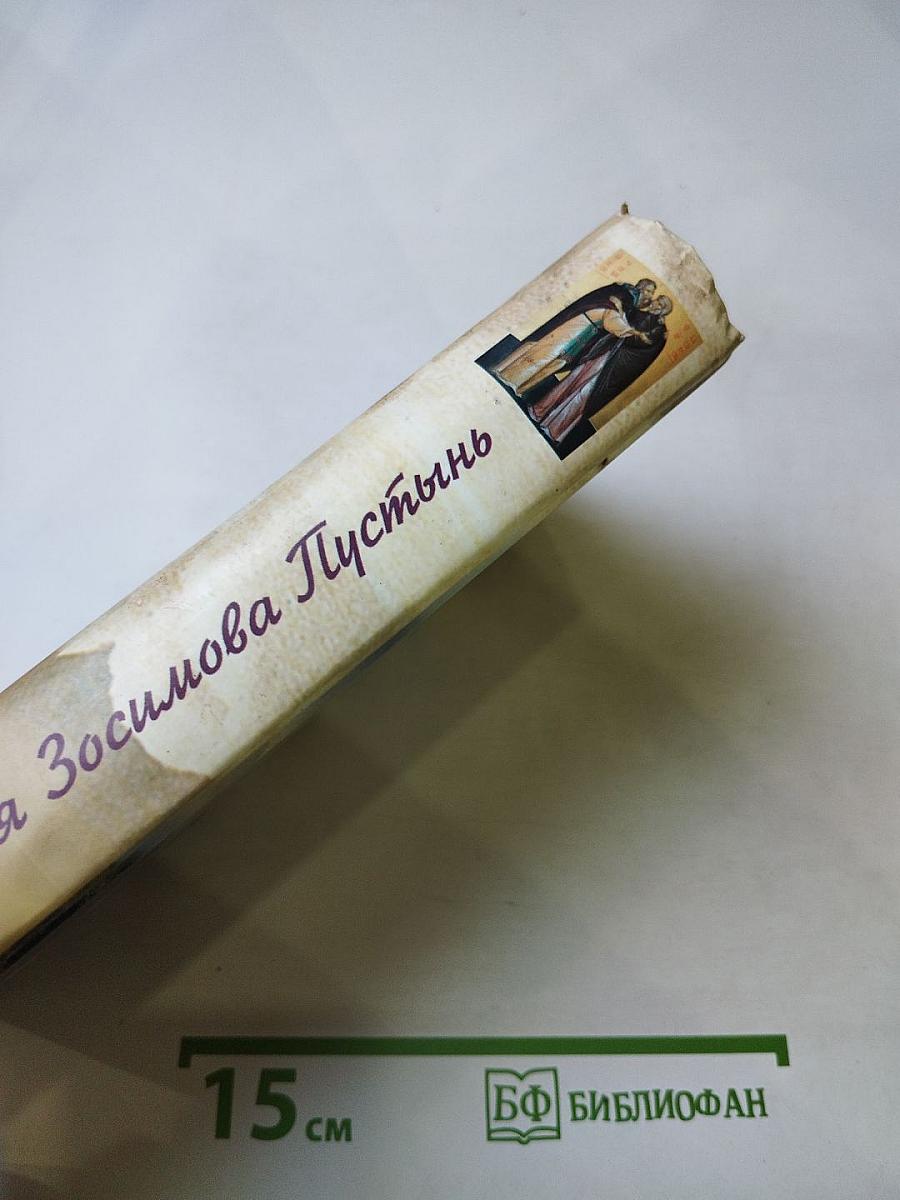 я Зосимова Пустынь
15 см
БФ БИБЛИОФАН